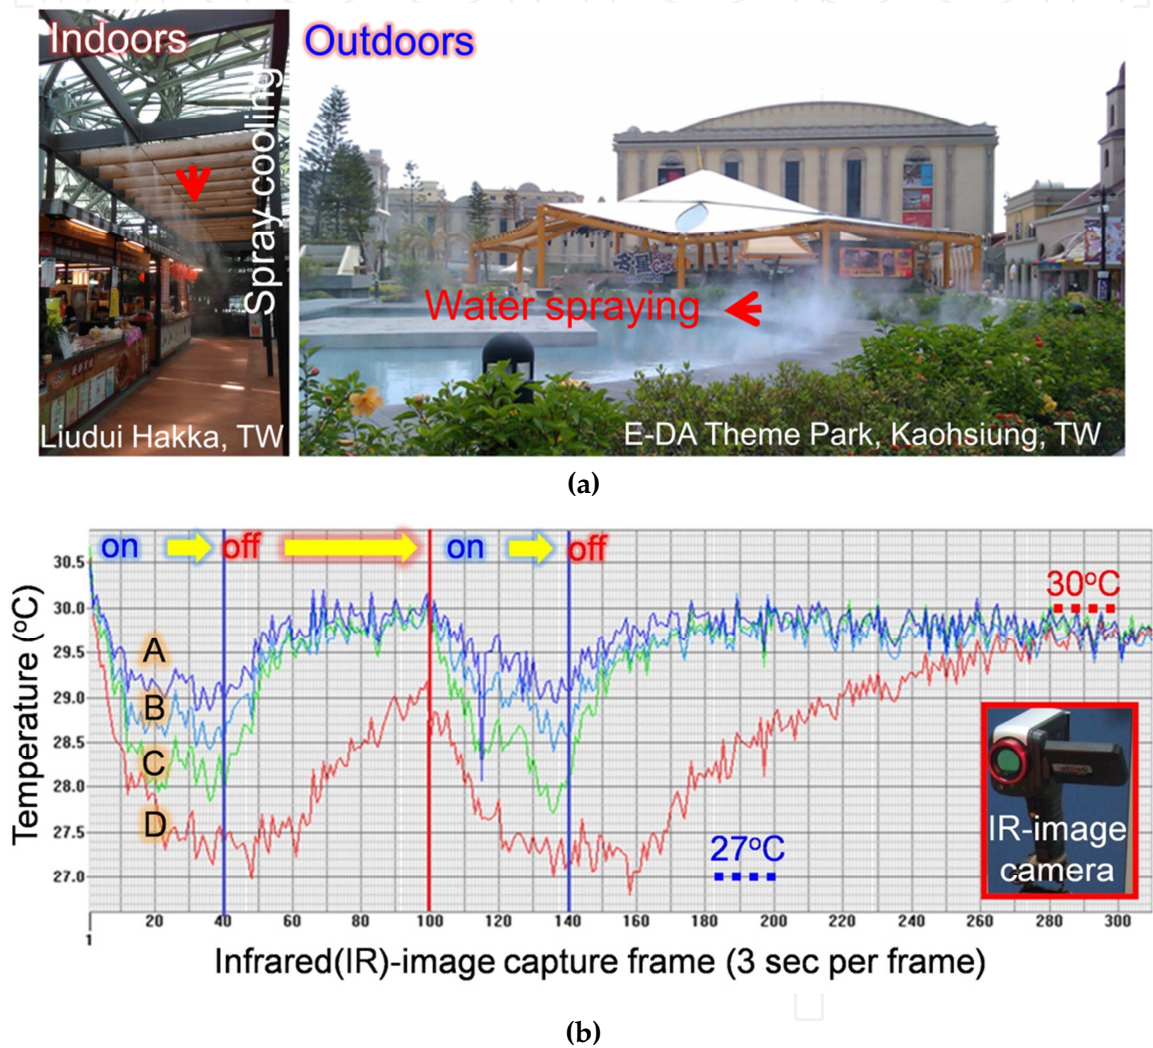 Indoors
Outdoors
Spray cooling
Water spraying
Liudui Hakka, TW
E-DA Theme Park, Kaohsiung, TW
(a)
on off on off
30.5
30.0
29.5
29.0
28.5
28.0
27.5
27.0
Temperature (ºC)
A
B
C
D
30ºC
27ºC
IR-image
camera
20 40 60 80 100 120 140 160 180 200 220 240 260 280 300
1
Infrared(IR)-image capture frame (3 sec per frame)
(b)